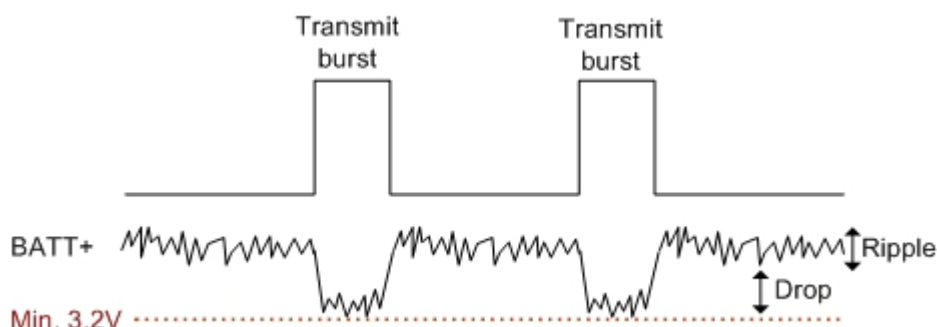 Transmit
burst
Transmit
burst
BATT+
Ripple
Drop
Min. 3.2V